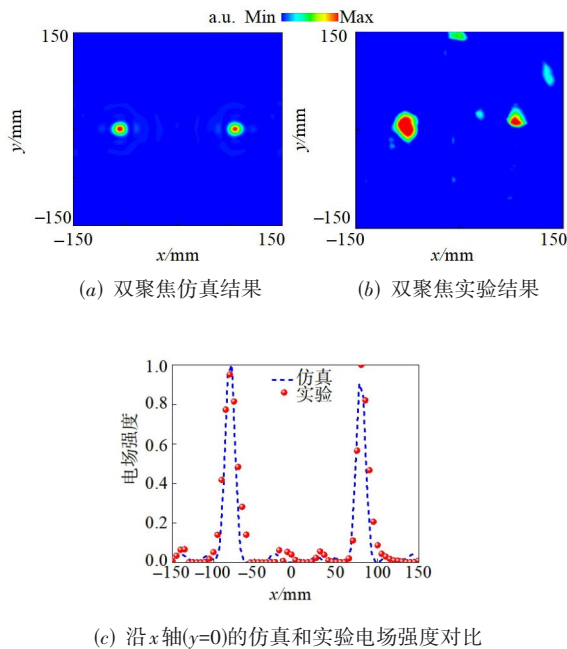 a.u. Min Max
150 150
y/mm y/mm
−150 −150
−150 150 −150 150
x/mm x/mm
(a) 双聚焦仿真结果 (b) 双聚焦实验结果
1.0
0.8
0.6
0.4
0.2
0.0
电场强度
仿真
实验
−150 −100 −50 0 50 100 150
x/mm
(c) 沿x轴(y=0)的仿真和实验电场强度对比